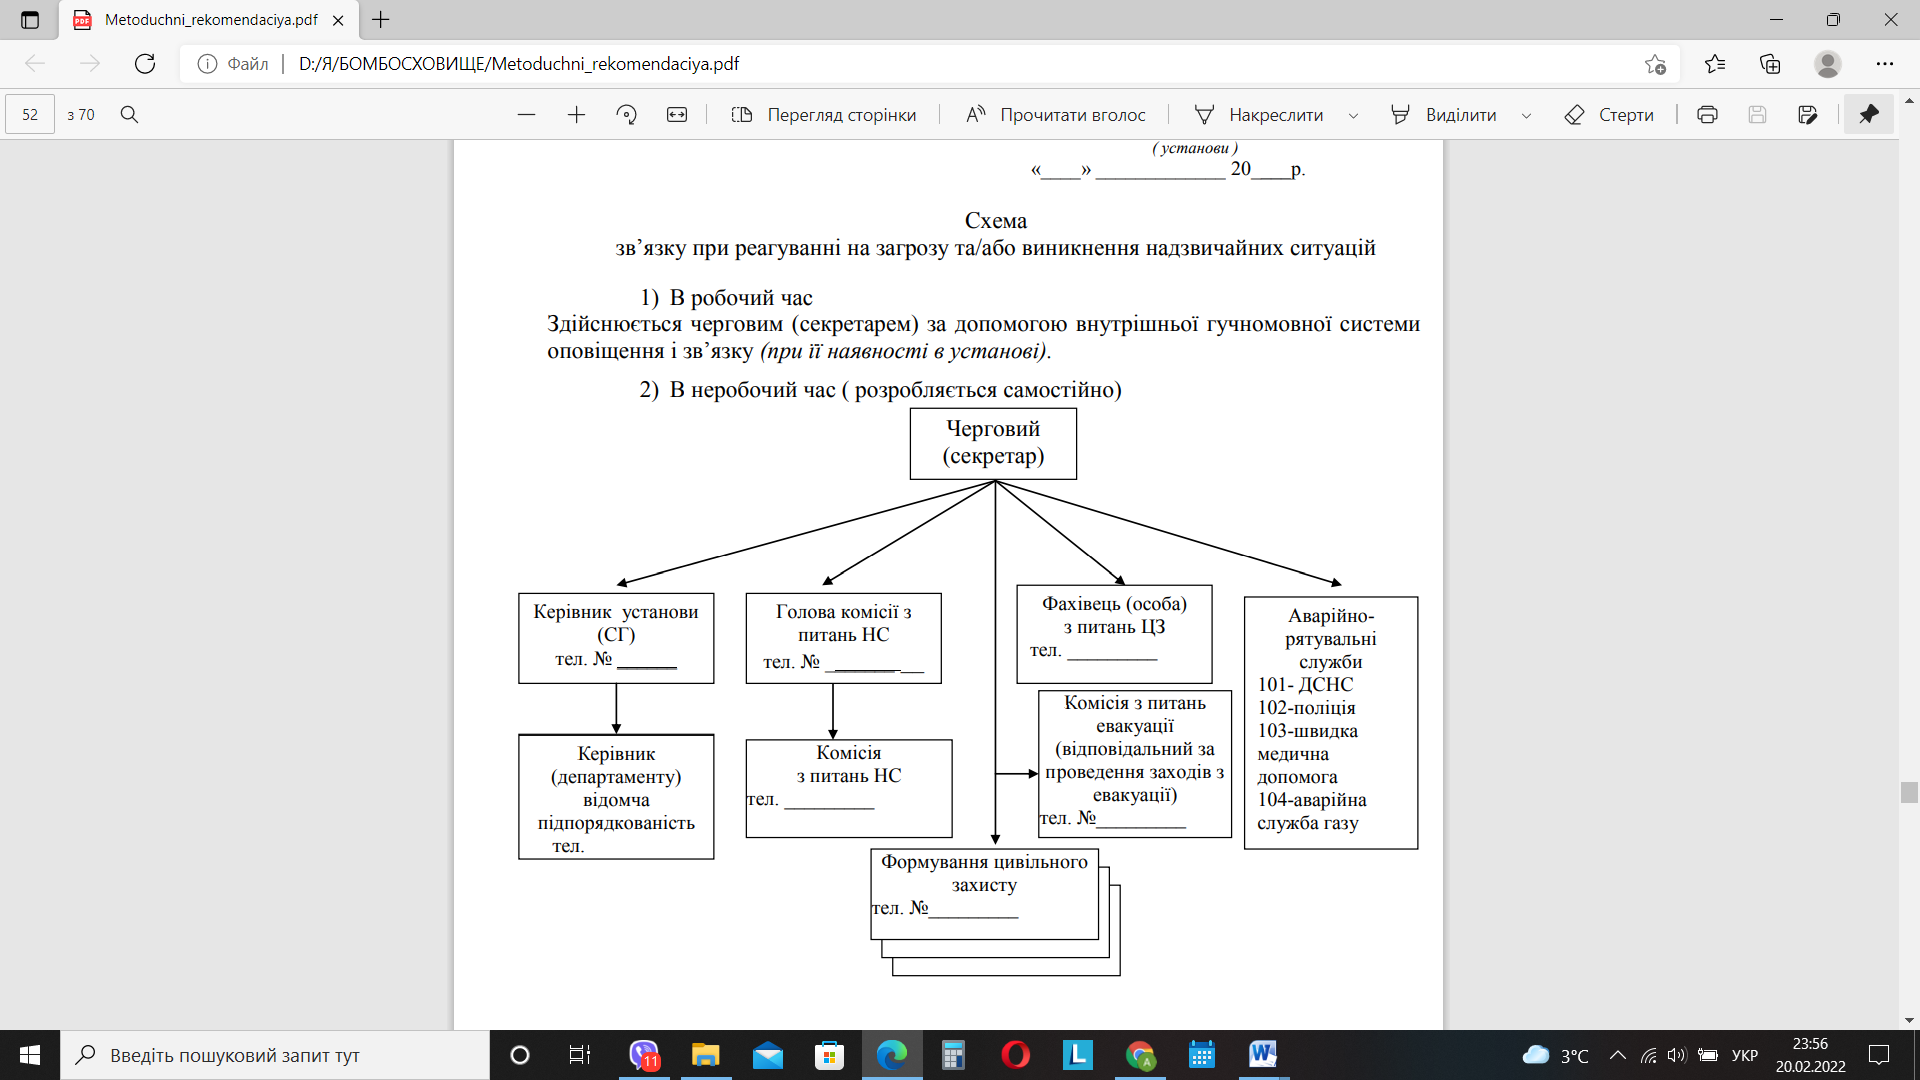 Metoduchni_rekomendaciya.pdf
Файл
D:/Я/БОМБОСХОВИЩЕ/Metoduchni_rekomendaciya.pdf
52 з 70
Перегляд сторінки
Прочитати вголос
Накреслити
Виділити
Стерти
( установи )
«____» _____________ 20____р.
Схема
зв’язку при реагуванні на загрозу та/або виникнення надзвичайних ситуацій
1) В робочий час
Здійснюється черговим (секретарем) за допомогою внутрішньої гучномовної системи
оповіщення і зв’язку (при її наявності в установі).
2) В неробочий час ( розробляється самостійно)
Черговий
(секретар)
Керівник установи
(СГ)
тел. № ______
Голова комісії з
питань НС
тел. № __________
Фахівець (особа)
з питань ЦЗ
тел. _________
Аварійно-
рятувальні
служби
101- ДСНС
102-поліція
103-швидка
медична
допомога
104-аварійна
служба газу
Керівник
(департаменту)
відомча
підпорядкованість
тел.
Комісія
з питань НС
тел. _________
Комісія з питань
евакуації
(відповідальний за
проведення заходів з
евакуації)
тел. №_________
Формування цивільного
захисту
тел. №_________
Введіть пошуковий запит тут
11
3°C
УКР
23:56
20.02.2022